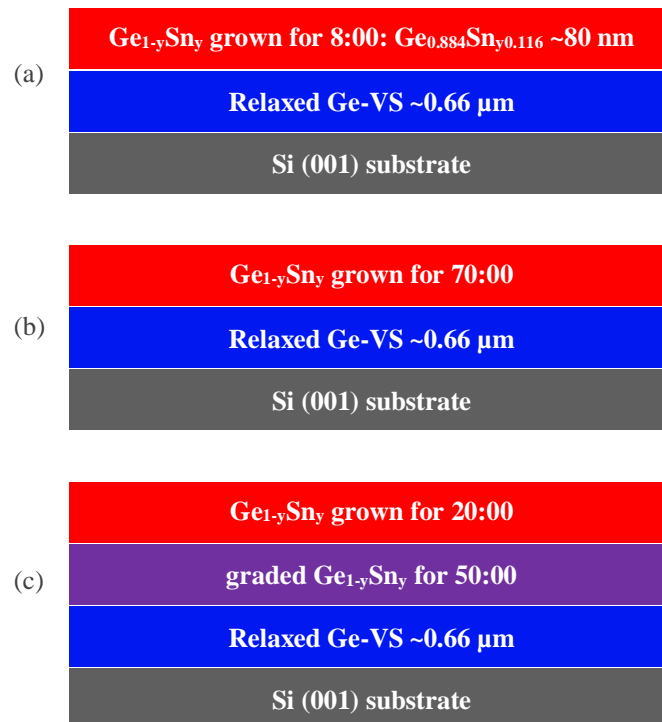 (a)
Ge1-ySny grown for 8:00: Ge0.884Sny0.116 ~80 nm
Relaxed Ge-VS ~0.66 µm
Si (001) substrate
(b)
Ge1-ySny grown for 70:00
Relaxed Ge-VS ~0.66 µm
Si (001) substrate
(c)
Ge1-ySny grown for 20:00
graded Ge1-ySny for 50:00
Relaxed Ge-VS ~0.66 µm
Si (001) substrate